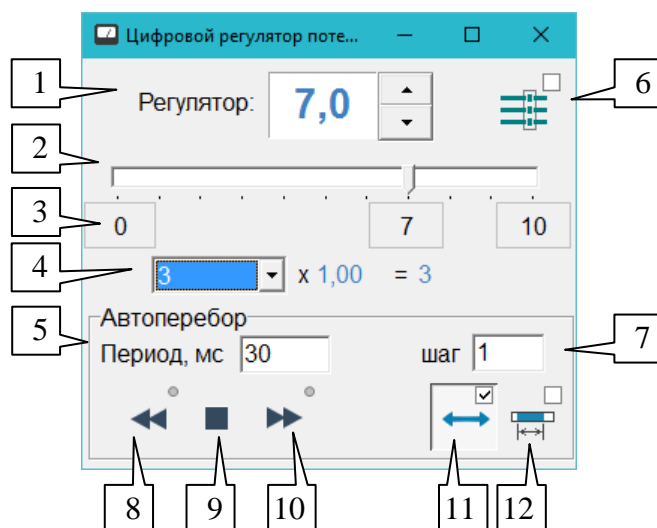 Цифровой регулятор поте...
1
Регулятор: 7,0
6
2
3
0 7 10
4
3 x 1,00 = 3
5
Автоперебор
Период, мс 30 шаг 1
7
8 9 10 11 12